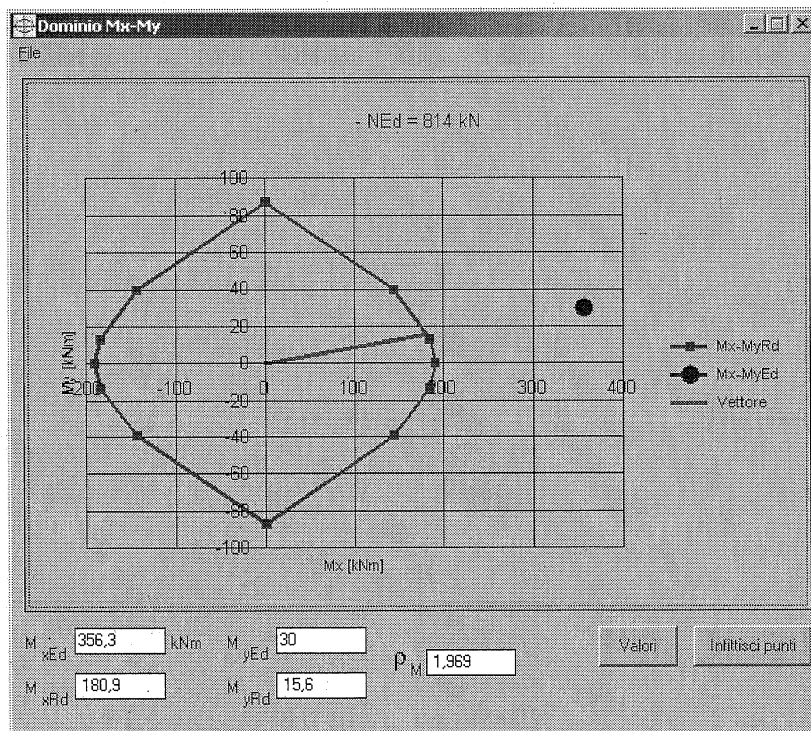 Dominio Mx-My
File
- NEd = 814 kN
100
80
60
40
20
0
-20
-40
-60
-80
-100
200
-100
0
100
200
300
400
My [kNm]
Mx [kNm]
Mx-MyRd
Mx-MyEd
Vettore
M xEd 356,3 kNm M yEd 30
M xRd 180,9 M yRd 15,6
ρ M 1,969
Valori
Infittisci punti